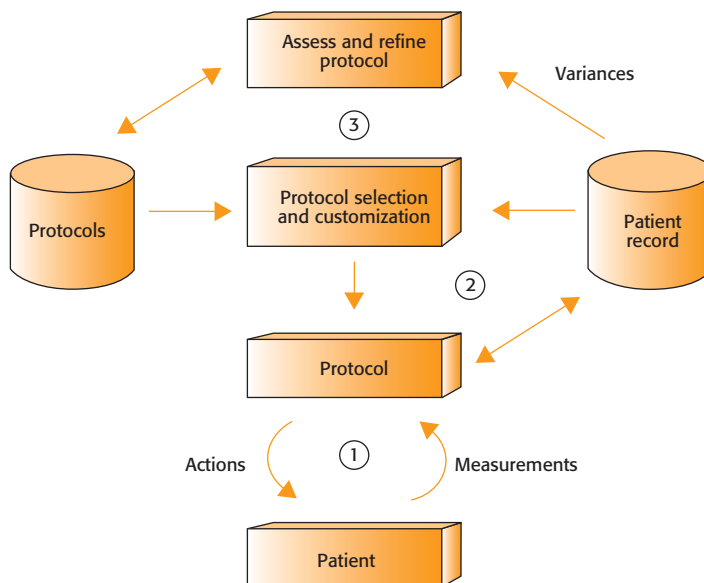 Assess and refine
protocol
Variances
3
Protocols
Protocol selection
and customization
Patient
record
2
Protocol
Actions
1
Measurements
Patient